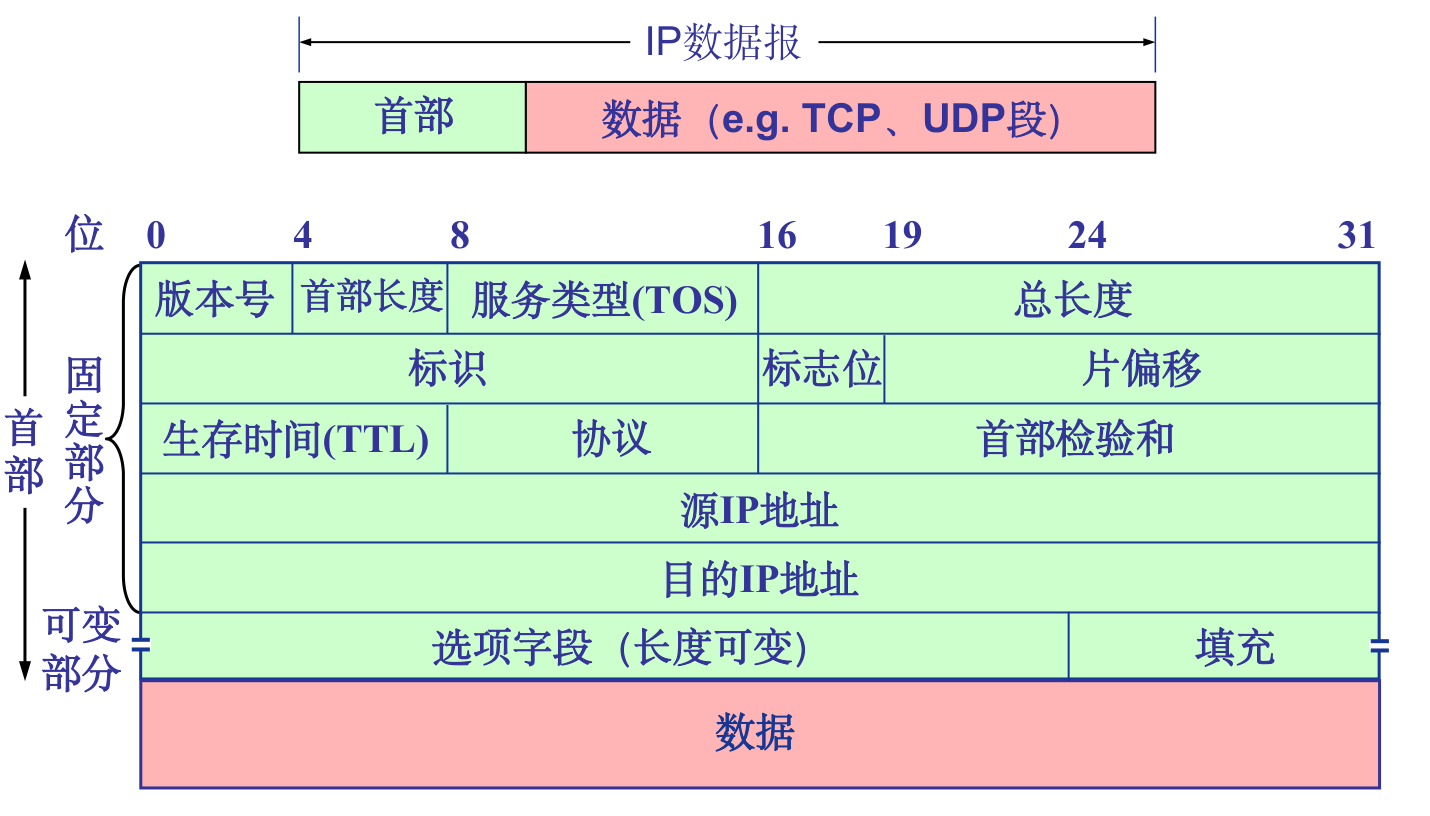 IP数据报
首部 数据（e.g. TCP、UDP段）
位 0 4 8 16 19 24 31
版本号 首部长度 服务类型(TOS) 总长度
标识 标志位 片偏移
生存时间(TTL) 协议 首部检验和
源IP地址
目的IP地址
选项字段（长度可变） 填充
数据
首部
固定部分
可变
部分